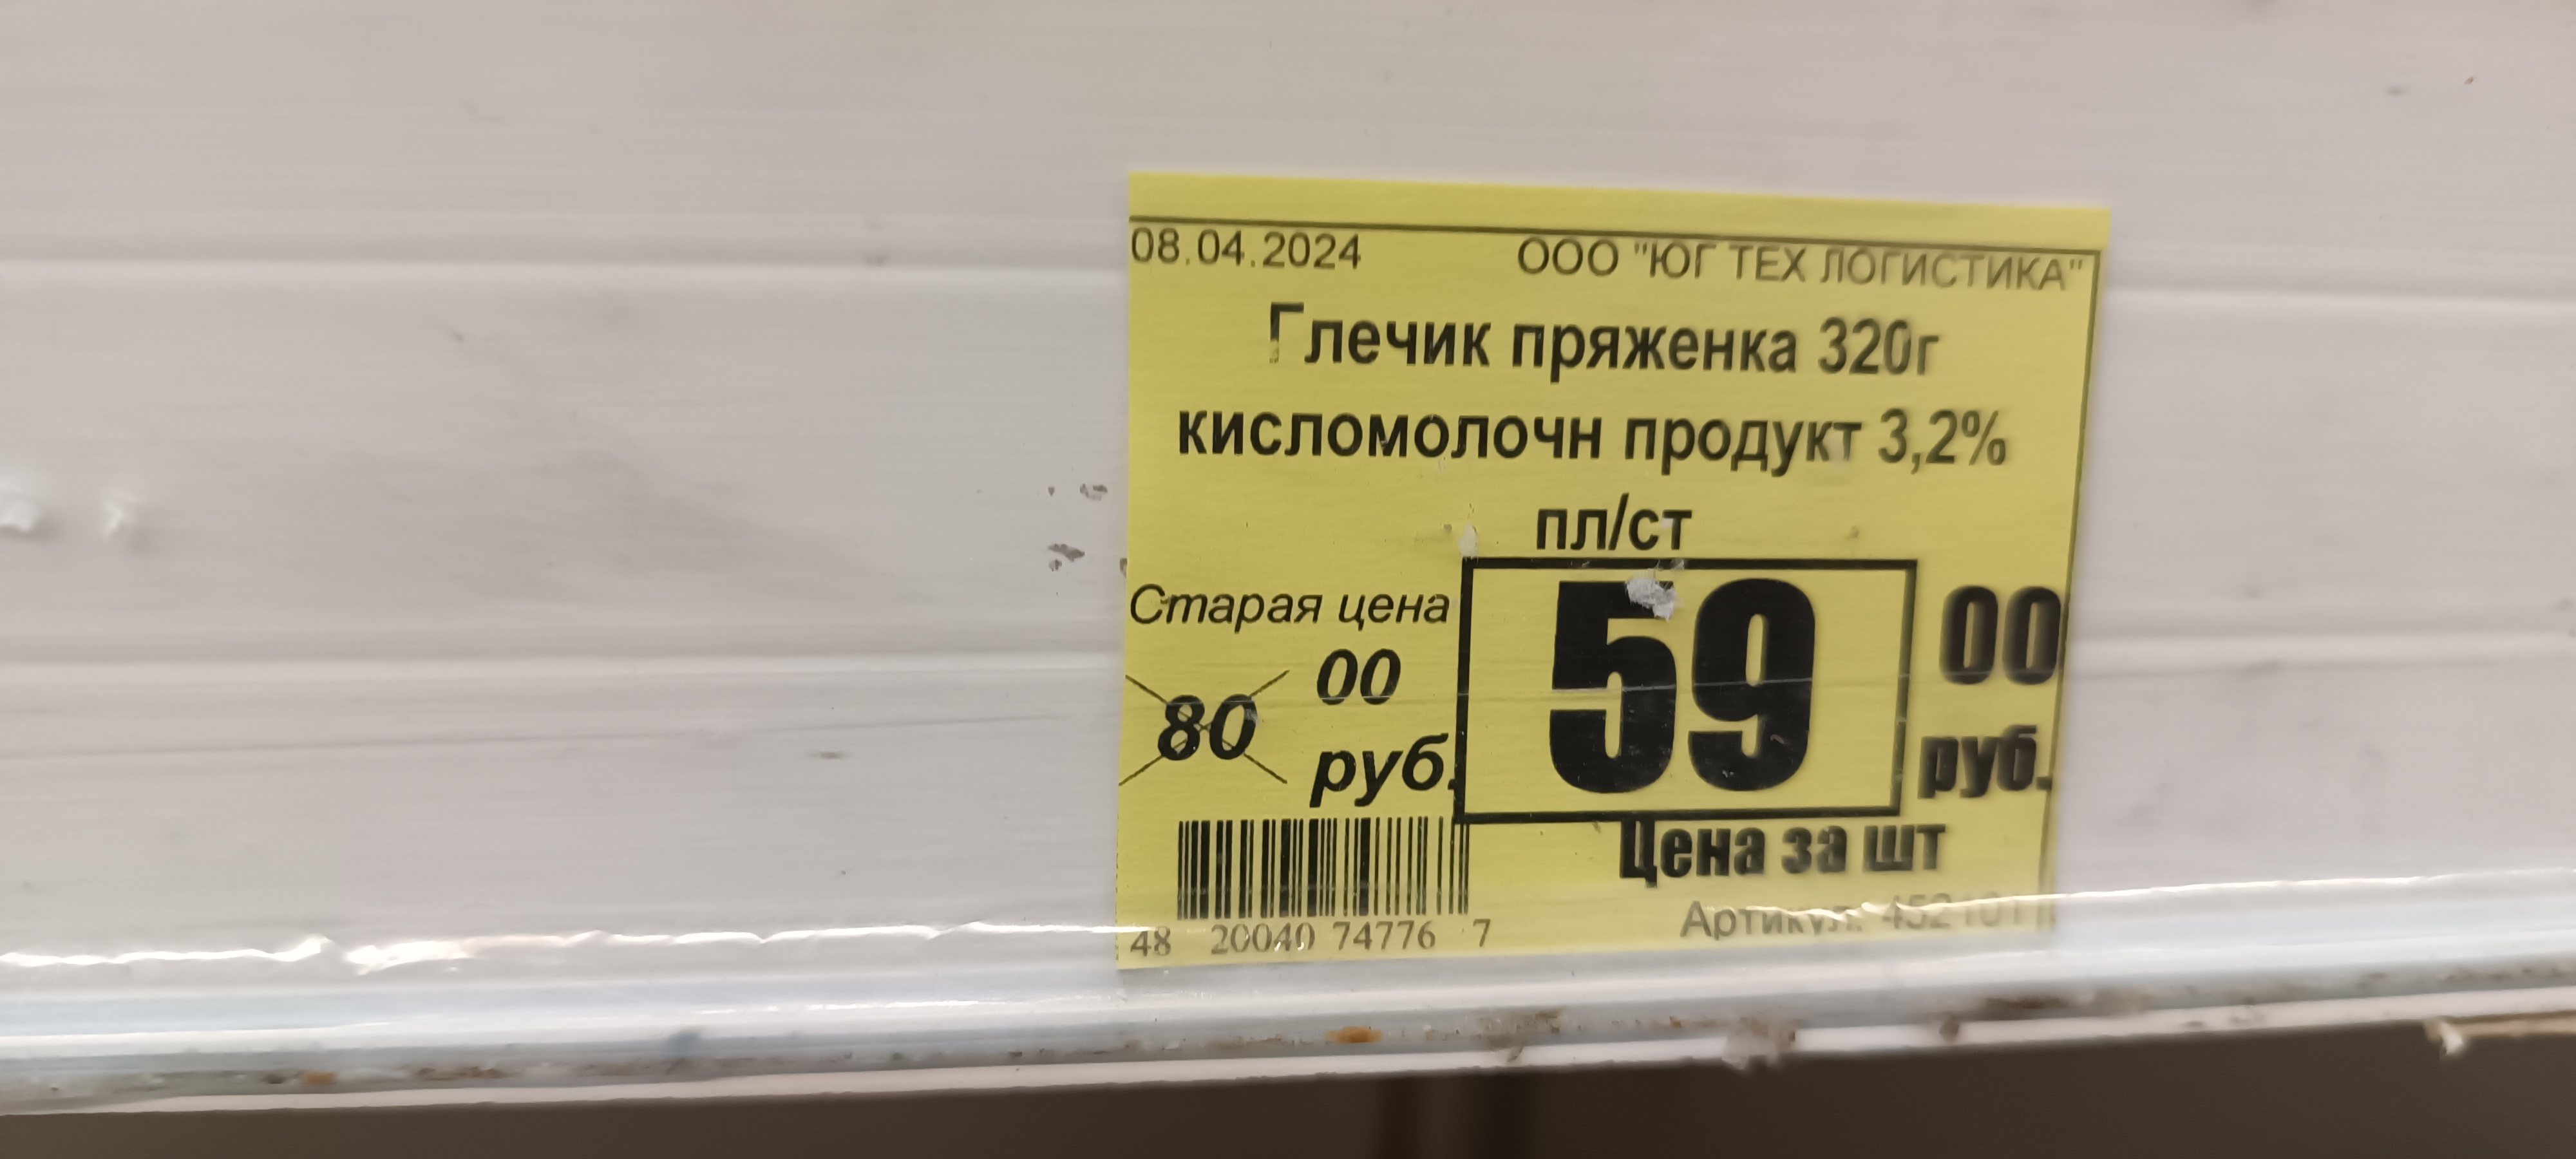 08.04.2024 ООО "ЮГ ТЕХ ЛОГИСТИКА"
Глечик пряженка 320г
кисломолочн продукт 3,2%
пл/ст
Старая цена
80 00 руб.
59 00 руб.
Цена за шт
48 20040 74776 7
Артикул: